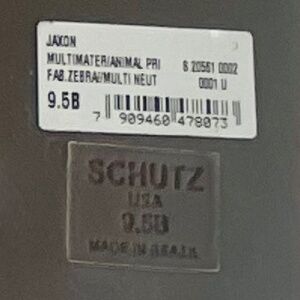 JAXON
MULTIMATER/ANIMAL PRI S 20561 0002
FAB.ZEBRA//MULTI NEUT 0001 U
9.5B
7 909460 478073
SCHUTZ
USA
9.5B
MADE IN BRAZIL